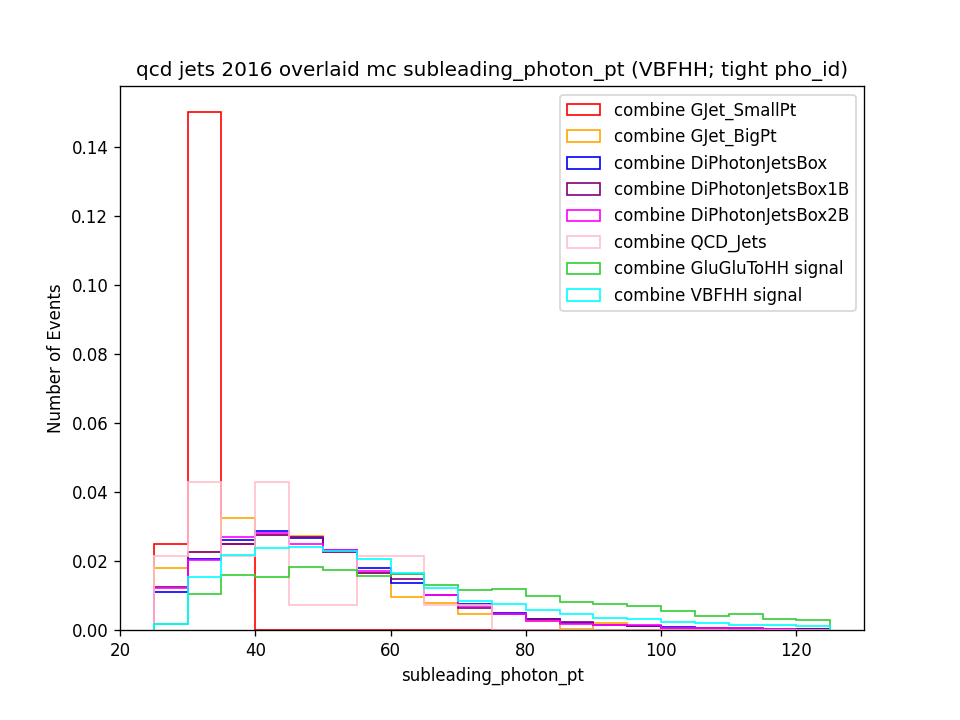 qcd jets 2016 overlaid mc subleading_photon_pt (VBFHH; tight pho_id)
combine GJet_SmallPt
combine GJet_BigPt
combine DiPhotonJetsBox
combine DiPhotonJetsBox1B
combine DiPhotonJetsBox2B
combine QCD_Jets
combine GluGluToHH signal
combine VBFHH signal
Number of Events
0.14
0.12
0.10
0.08
0.06
0.04
0.02
0.00
20 40 60 80 100 120
subleading_photon_pt